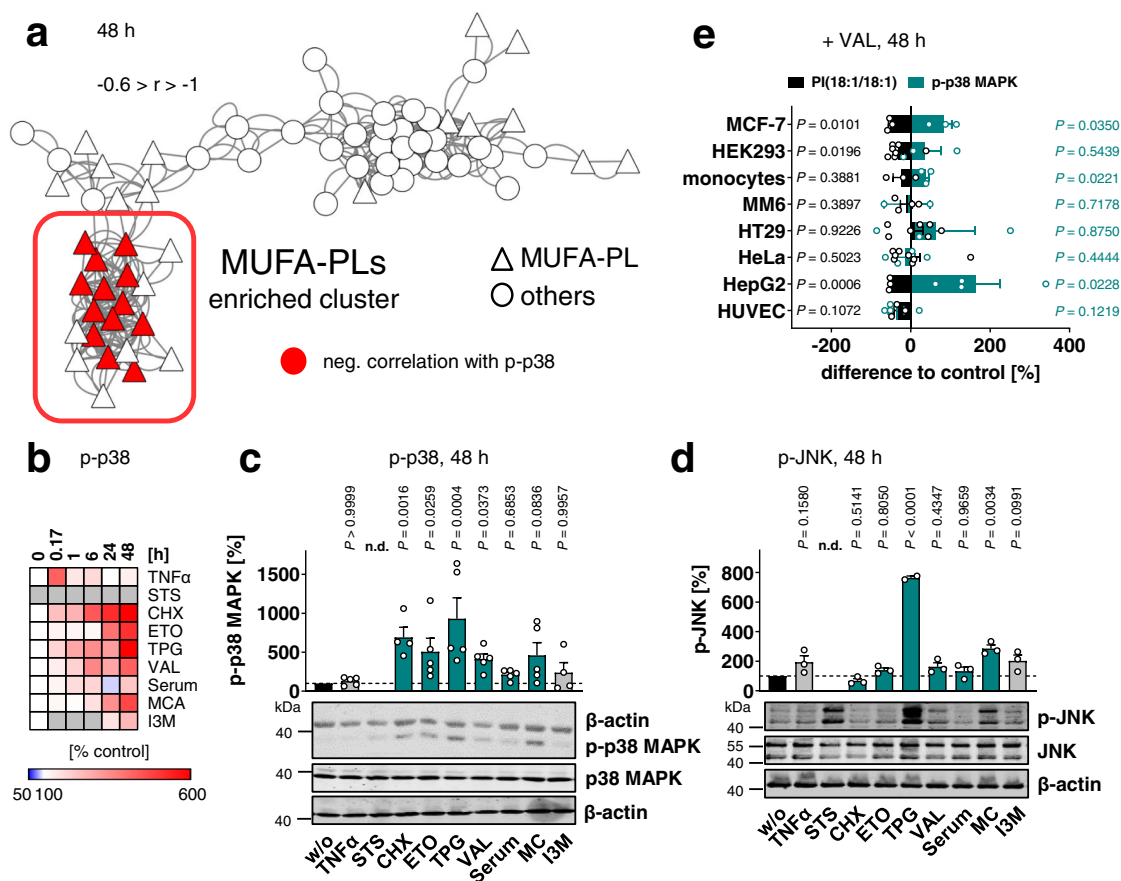 a
48 h
-0.6 > r > -1
MUFA-PLs
enriched cluster
MUFA-PL
others
neg. correlation with p-p38
e
+ VAL, 48 h
PI(18:1/18:1) p-p38 MAPK
MCF-7 P = 0.0101 P = 0.0350
HEK293 P = 0.0196 P = 0.5439
monocytes P = 0.3881 P = 0.0221
MM6 P = 0.3897 P = 0.7178
HT29 P = 0.9226 P = 0.8750
HeLa P = 0.5023 P = 0.4444
HepG2 P = 0.0006 P = 0.0228
HUVEC P = 0.1072 P = 0.1219
-200 0 200 400
difference to control [%]
b
p-p38
0 0.17 1 6 24 48 [h]
TNFα
STS
CHX
ETO
TPG
VAL
Serum
MCA
I3M
[% control]
50 100 600
c
p-p38, 48 h
P > 0.9999 n.d. P = 0.0016 P = 0.0259 P = 0.0004 P = 0.0373 P = 0.6853 P = 0.0836 P = 0.9957
p-p38 MAPK [%]
1500
1000
500
100
kDa
β-actin
40
p-p38 MAPK
40
p38 MAPK
40
β-actin
w/o TNFα STS CHX ETO TPG VAL Serum MC I3M
d
p-JNK, 48 h
P = 0.1580 n.d. P = 0.5141 P = 0.8050 P < 0.0001 P = 0.4347 P = 0.9659 P = 0.0034 P = 0.0991
p-JNK [%]
800
600
400
200
100
kDa
p-JNK
40
55
JNK
40
β-actin
40
w/o TNFα STS CHX ETO TPG VAL Serum MC I3M